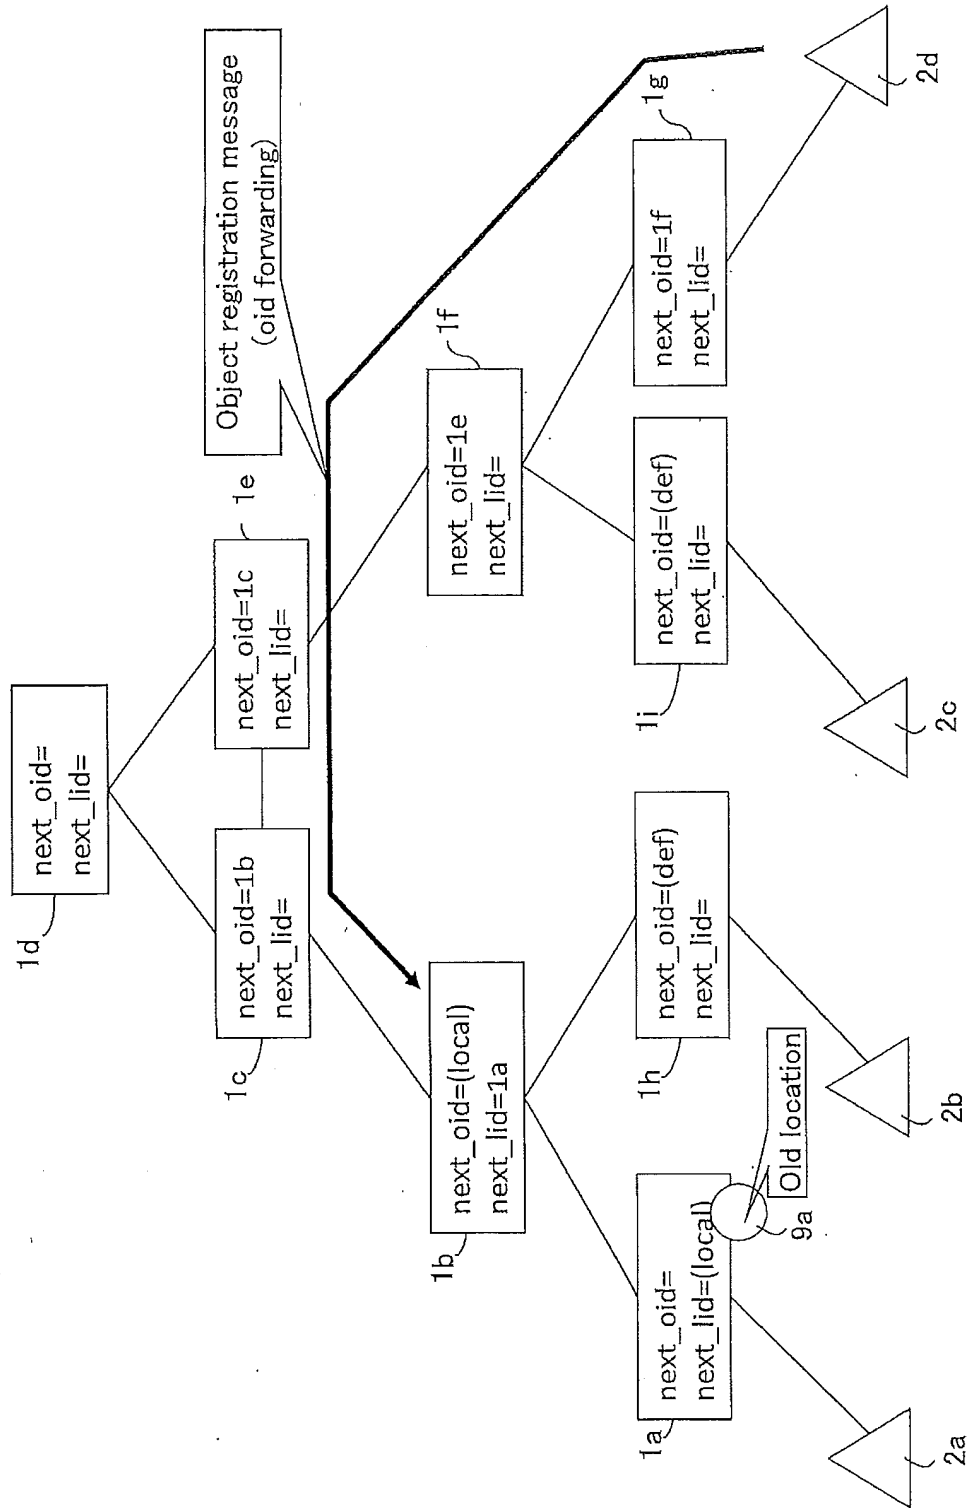 Object registration message
(oid forwarding)
1d
next_oid=
next_lid=
1c
next_oid=1b
next_lid=
1e
next_oid=1c
next_lid=
1b
next_oid=(local)
next_lid=1a
1f
next_oid=1e
next_lid=
1a
next_oid=
next_lid=(local)
9a
Old location
1h
next_oid=(def)
next_lid=
1i
next_oid=(def)
next_lid=
1g
next_oid=1f
next_lid=
2a
2b
2c
2d